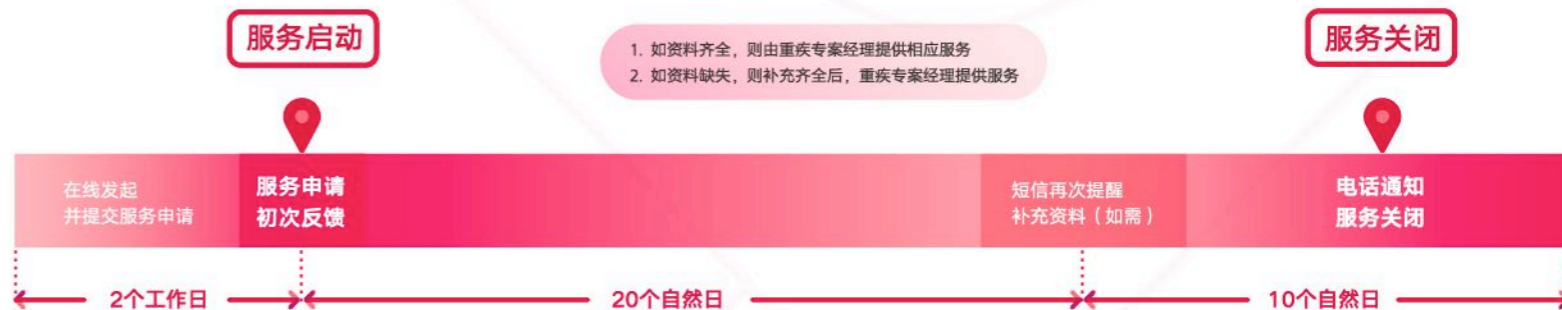 服务启动
服务关闭
1. 如资料齐全，则由重疾专案经理提供相应服务
2. 如资料缺失，则补充齐全后，重疾专案经理提供服务
在线发起
并提交服务申请
服务申请
初次反馈
短信再次提醒
补充资料（如需）
电话通知
服务关闭
2个工作日
20个自然日
10个自然日